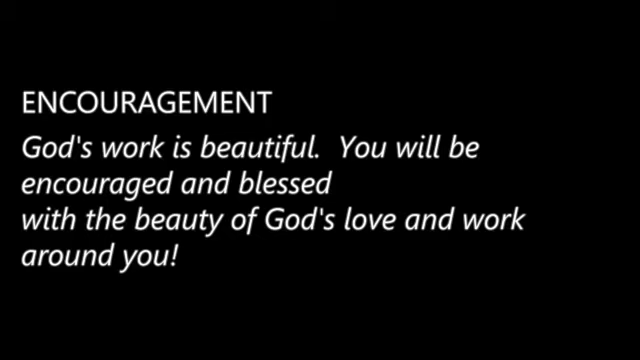 ENCOURAGEMENT
God's work is beautiful.  You will be
encouraged and blessed
with the beauty of God's love and work
around you!